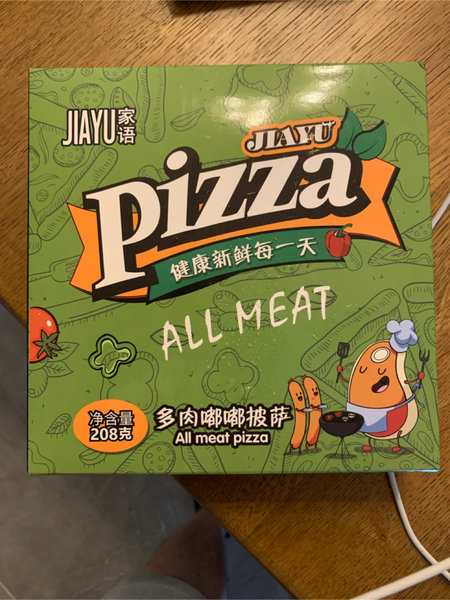 JIAYU家语
JIAYU
Pizza
健康新鲜每一天
ALL MEAT
净含量
208克
多肉嘟嘟披萨
All meat pizza